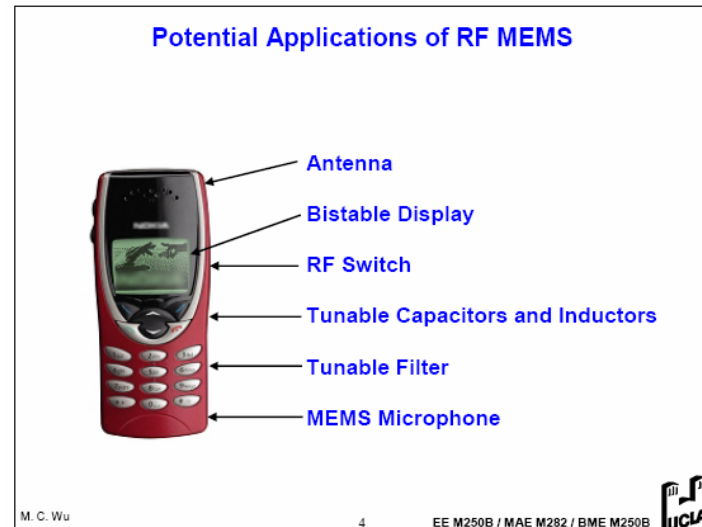 Potential Applications of RF MEMS
Antenna
Bistable Display
RF Switch
Tunable Capacitors and Inductors
Tunable Filter
MEMS Microphone
M. C. Wu
4
EE M250B / MAE M282 / BME M250B
UCLA